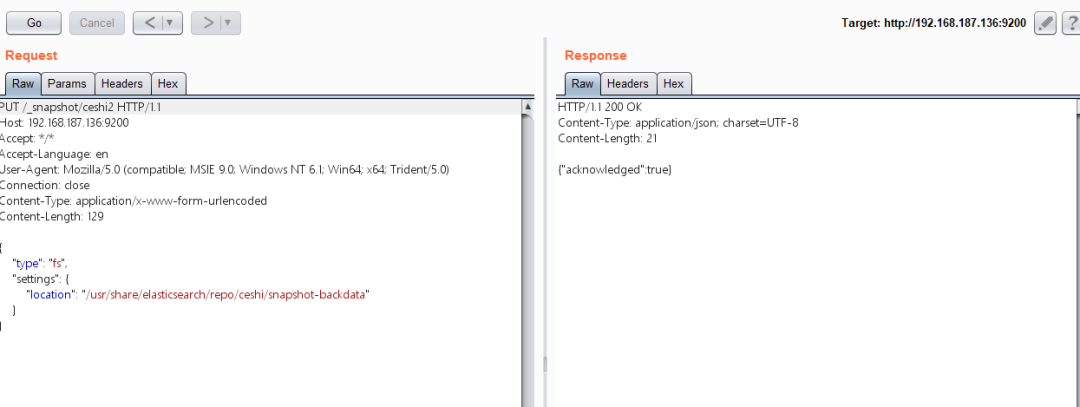 Go Cancel < > Target: http://192.168.187.136:9200 ?
Request
Raw Params Headers Hex
PUT /_snapshot/ceshi2 HTTP/1.1
Host: 192.168.187.136:9200
Accept: */*
Accept-Language: en
User-Agent: Mozilla/5.0 (compatible; MSIE 9.0; Windows NT 6.1; Win64; x64; Trident/5.0)
Connection: close
Content-Type: application/x-www-form-urlencoded
Content-Length: 129
{
"type": "fs",
"settings": {
"location": "/usr/share/elasticsearch/repo/ceshi/snapshot-backdata"
}
}
Response
Raw Headers Hex
HTTP/1.1 200 OK
Content-Type: application/json; charset=UTF-8
Content-Length: 21
{"acknowledged":true}